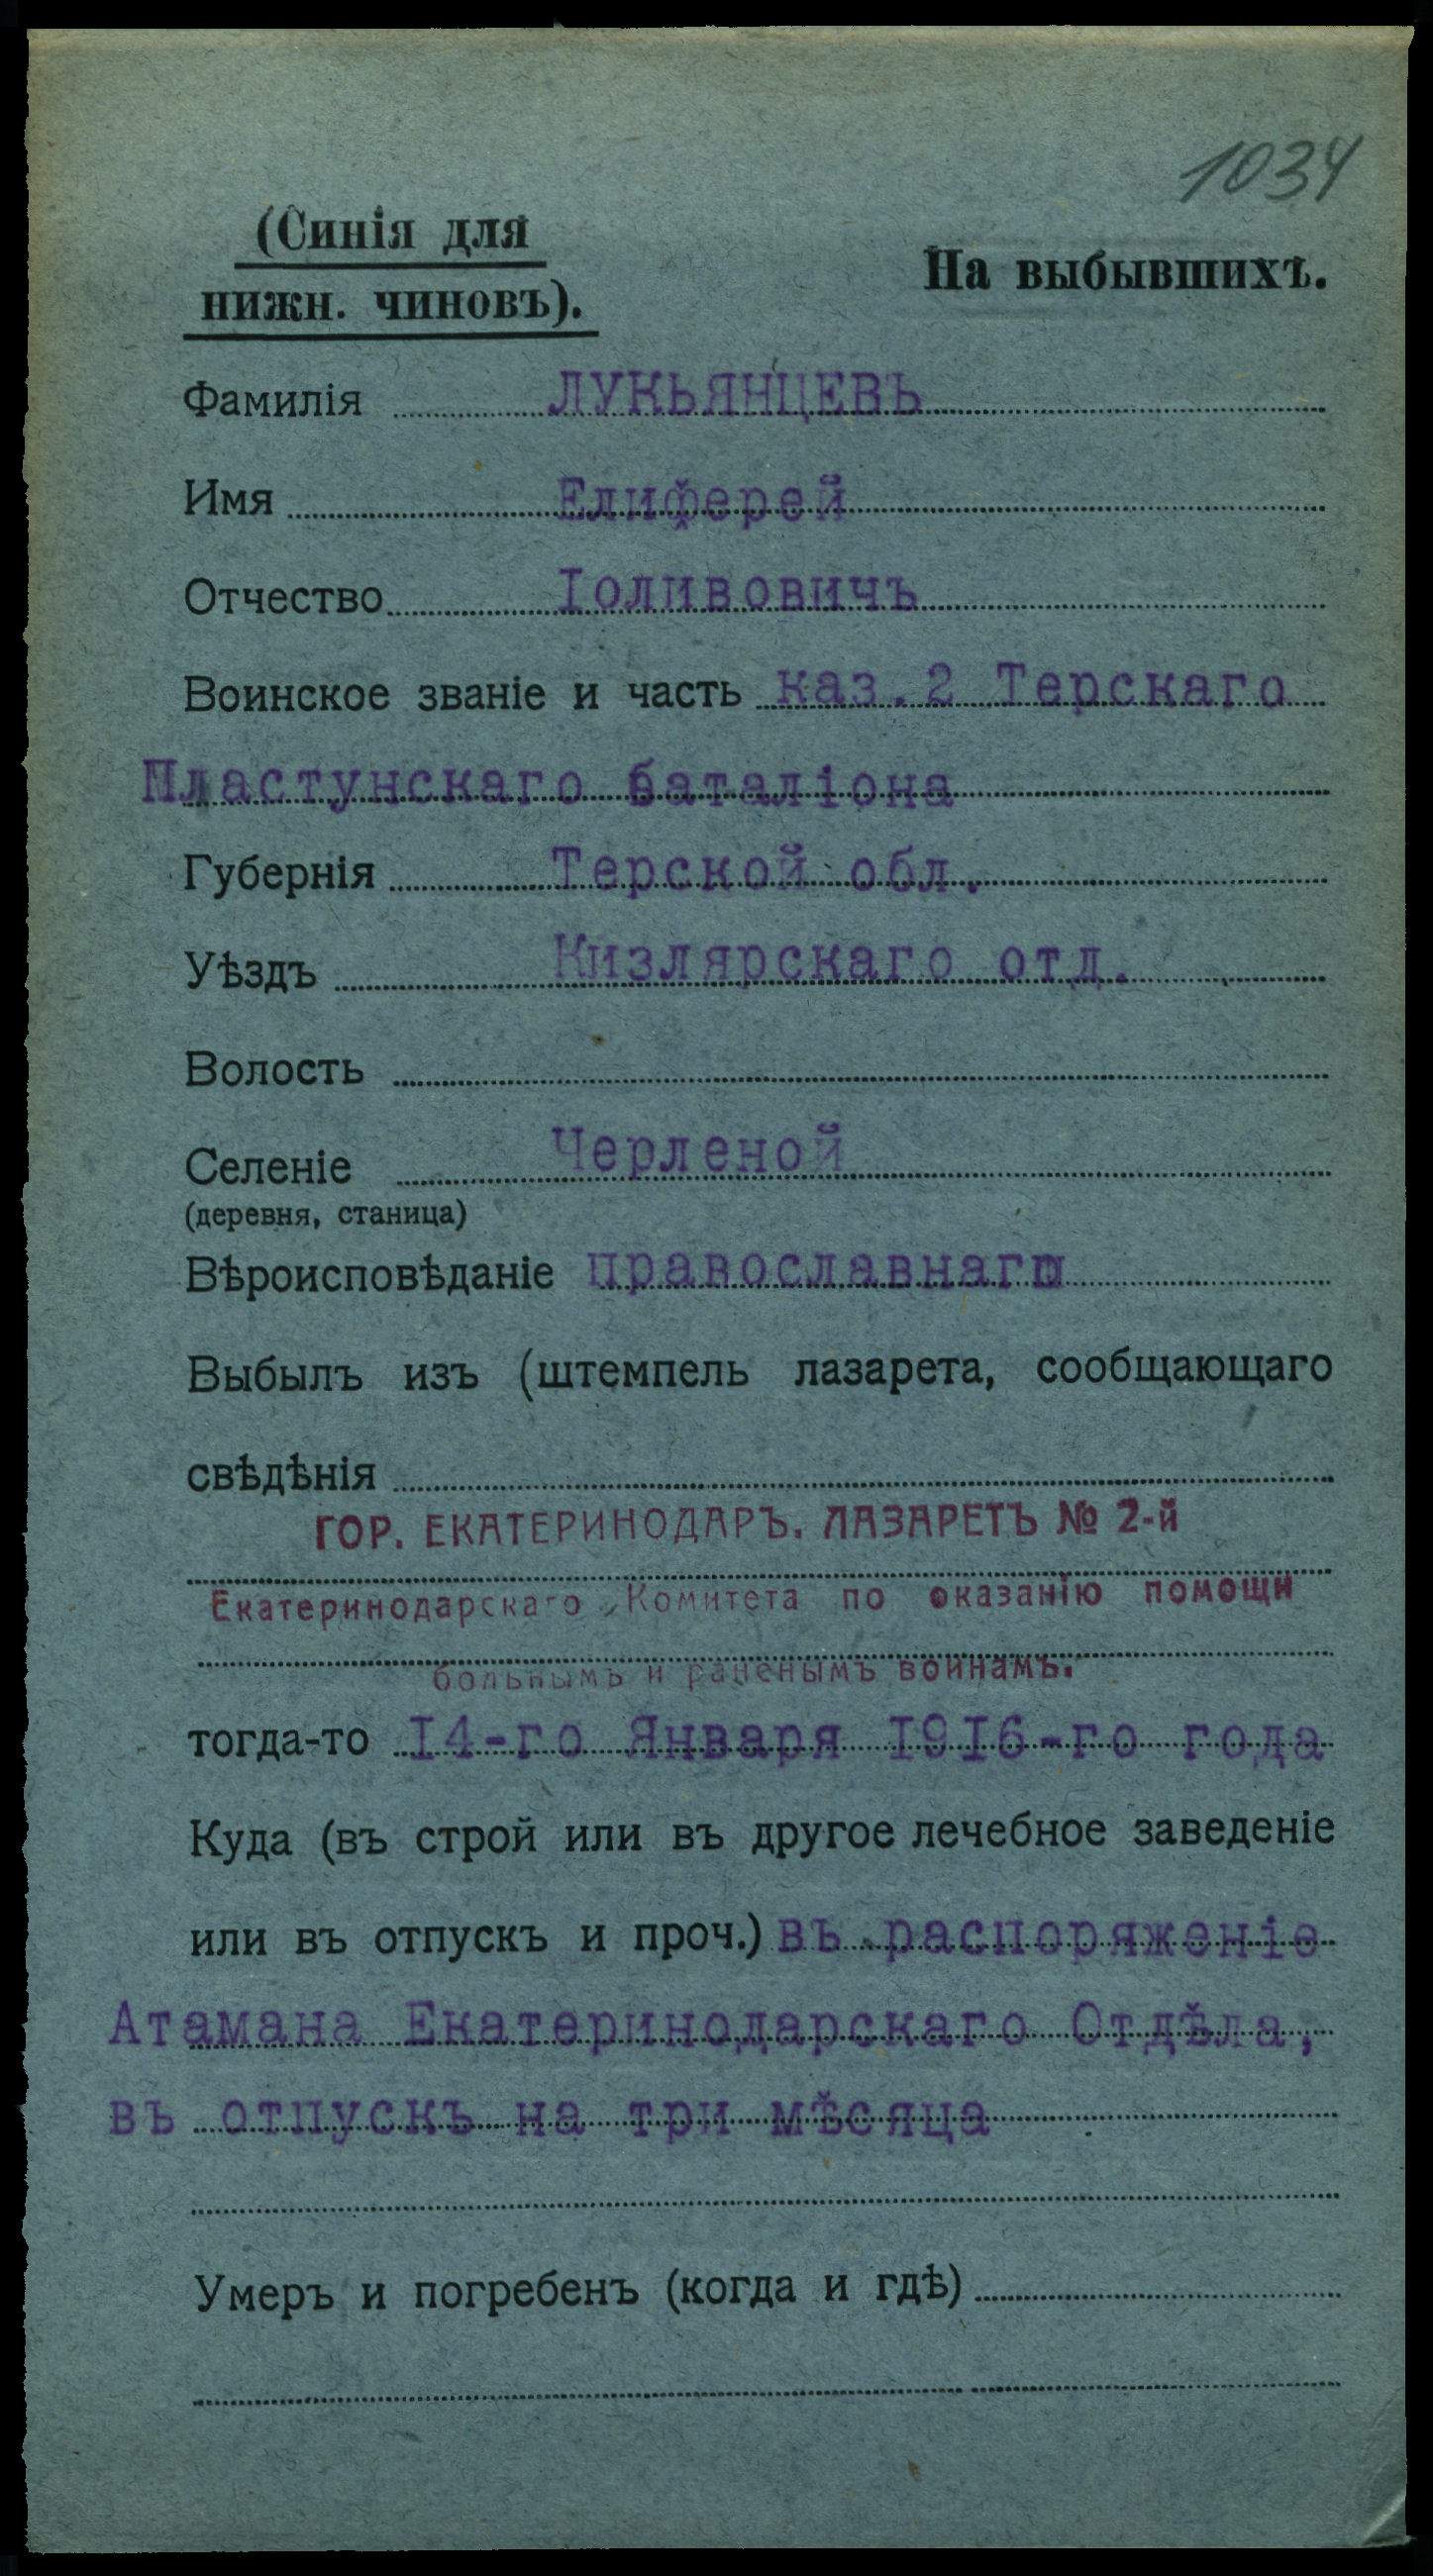 1034
(Синія для
нижн. чиновъ).
На выбывшихъ.
Фамилія ЛУКЬЯНЦЕВЪ
Имя Елиферей
Отчество Іоливовичъ
Воинское званіе и часть каз.2 Терскаго
Пластунскаго баталіона
Губернія Терской обл.
Уѣздъ Кизлярскаго отд.
Волость
Селеніе Черленой
(деревня, станица)
Вѣроисповѣданіе православнаго
Выбылъ изъ (штемпель лазарета, сообщающаго
свѣдѣнія
ГОР. ЕКАТЕРИНОДАРЪ. ЛАЗАРЕТЪ № 2-й
Екатеринодарскаго Комитета по оказанію помощи
больнымъ и раненымъ воинамъ.
тогда-то 14-го Января 1916-го года
Куда (въ строй или въ другое лечебное заведеніе
или въ отпускъ и проч.) въ распоряженіе
Атамана Екатеринодарскаго Отдѣла,
въ отпускъ на три мѣсяца
Умеръ и погребенъ (когда и гдѣ)